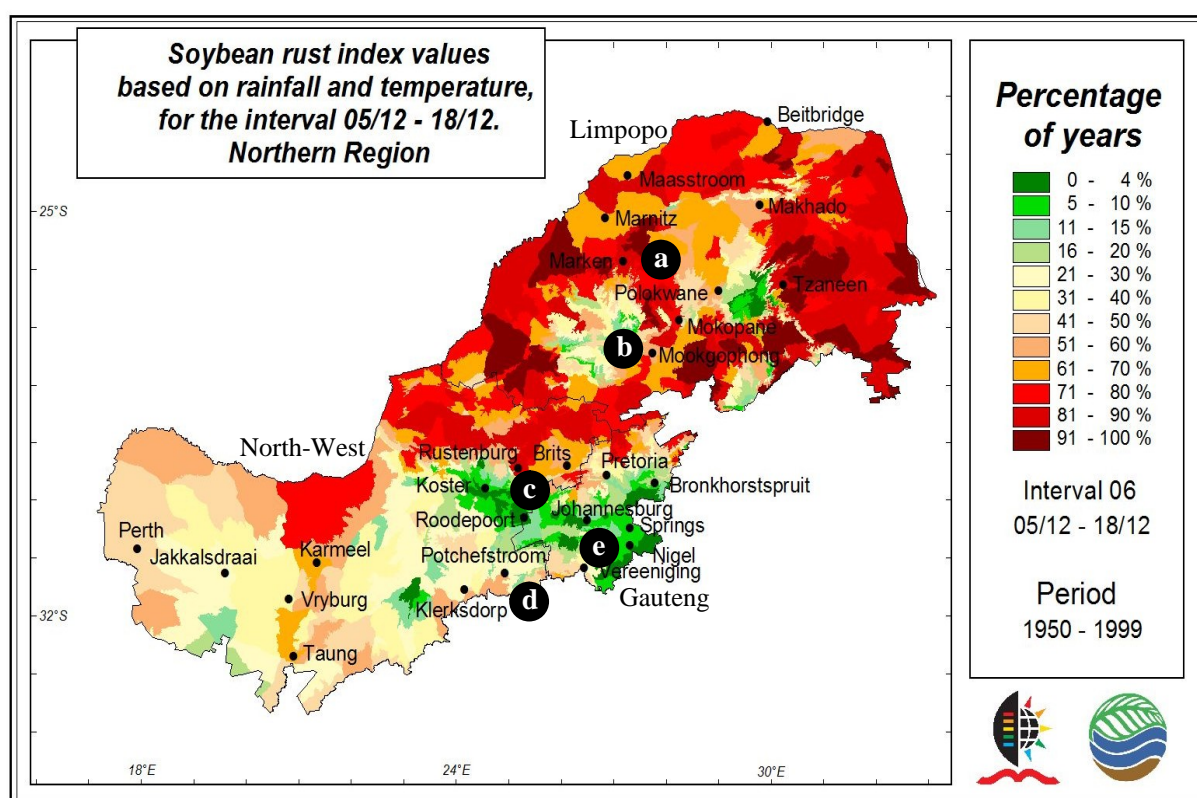 Soybean rust index values
based on rainfall and temperature,
for the interval 05/12 - 18/12.
Northern Region
Limpopo
Beitbridge
Maasstroom
Makhado
Marnitz
25°S
Marken
a
Polokwane
Tzaneen
Mokopane
b
Mookgophong
North-West
Rustenburg
Brits
Pretoria
Koster
c
Bronkhorstspruit
Roodepoort
Johannesburg
Springs
Perth
Jakkalsdraai
Karmeel
Potchefstroom
e
Nigel
Vereeniging
Vryburg
Klerksdorp
d
Gauteng
32°S
Taung
18°E
24°E
30°E
Percentage
of years
0 - 4 %
5 - 10 %
11 - 15 %
16 - 20 %
21 - 30 %
31 - 40 %
41 - 50 %
51 - 60 %
61 - 70 %
71 - 80 %
81 - 90 %
91 - 100 %
Interval 06
05/12 - 18/12
Period
1950 - 1999